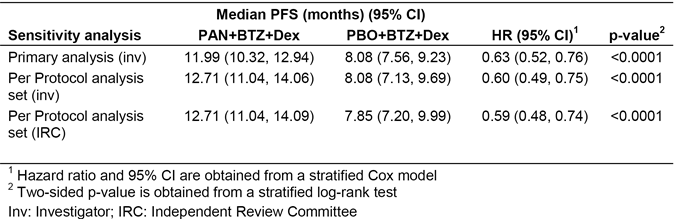 Median PFS (months) (95% CI)
Sensitivity analysis PAN+BTZ+Dex PBO+BTZ+Dex HR (95% CI)1 p-value2
Primary analysis (inv) 11.99 (10.32, 12.94) 8.08 (7.56, 9.23) 0.63 (0.52, 0.76) <0.0001
Per Protocol analysis 12.71 (11.04, 14.06) 8.08 (7.13, 9.69) 0.60 (0.49, 0.75) <0.0001
set (inv)
Per Protocol analysis 12.71 (11.04, 14.09) 7.85 (7.20, 9.99) 0.59 (0.48, 0.74) <0.0001
set (IRC)
1 Hazard ratio and 95% CI are obtained from a stratified Cox model
2 Two-sided p-value is obtained from a stratified log-rank test
Inv: Investigator; IRC: Independent Review Committee